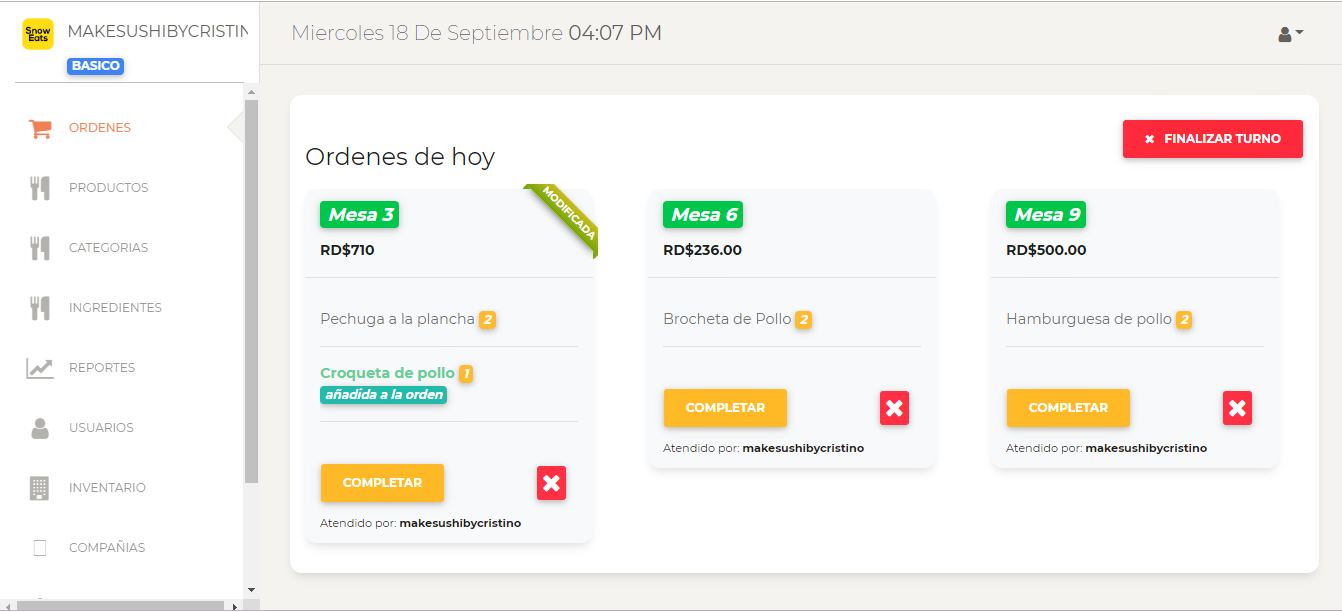 Snow
Eats
MAKESUSHIBYCRISTIN
BASICO
Miercoles 18 De Septiembre 04:07 PM
ORDENES
PRODUCTOS
CATEGORIAS
INGREDIENTES
REPORTES
USUARIOS
INVENTARIO
COMPAÑIAS
FINALIZAR TURNO
Ordenes de hoy
Mesa 3
MODIFICADA
RD$710
Pechuga a la plancha 2
Croqueta de pollo 1
añadida a la orden
COMPLETAR
Atendido por: makesushibycristino
Mesa 6
RD$236.00
Brocheta de Pollo 2
COMPLETAR
Atendido por: makesushibycristino
Mesa 9
RD$500.00
Hamburguesa de pollo 2
COMPLETAR
Atendido por: makesushibycristino